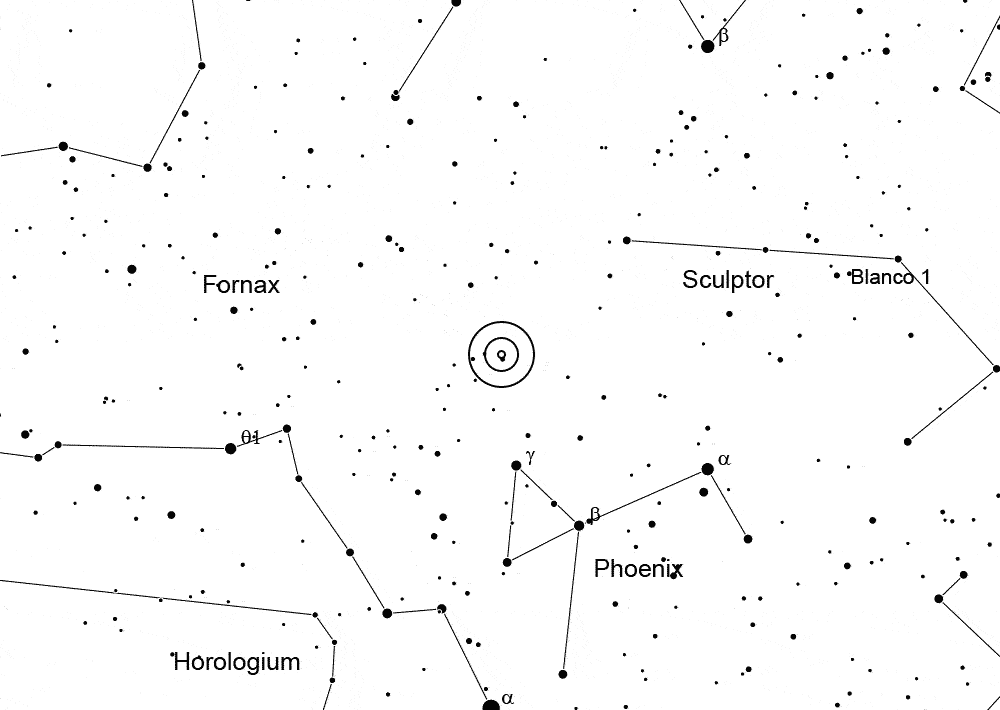 β
Fornax
Sculptor
Blanco 1
θ1
γ
α
β
Phoenix
Horologium
α